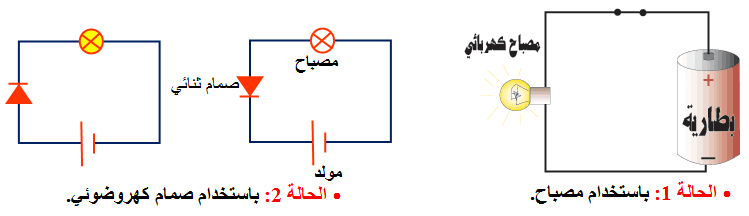 مصباح كهربائي
+
بطارية
–
مصباح
صمام ثنائي
مولد
• الحالة 1: باستخدام مصباح.
• الحالة 2: باستخدام صمام كهروضوئي.